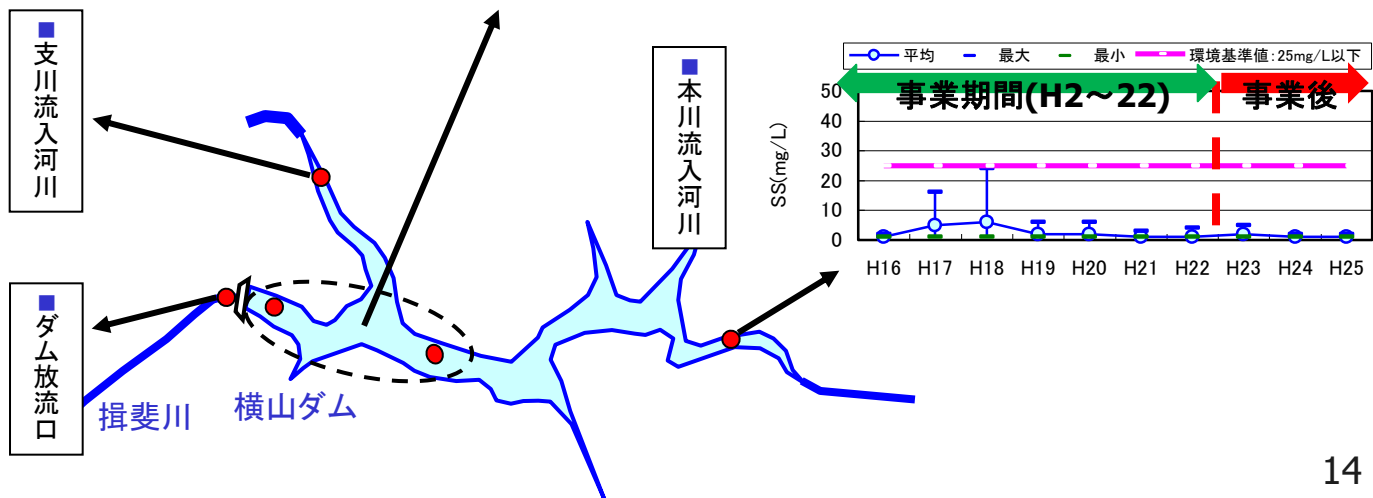 ■支川流入河川
■ダム放流口
揖斐川
横山ダム
■本川流入河川
平均 最大 最小 環境基準値:25mg/L以下
事業期間(H2～22)
事業後
SS(mg/L)
50
40
30
20
10
0
H16 H17 H18 H19 H20 H21 H22 H23 H24 H25
14